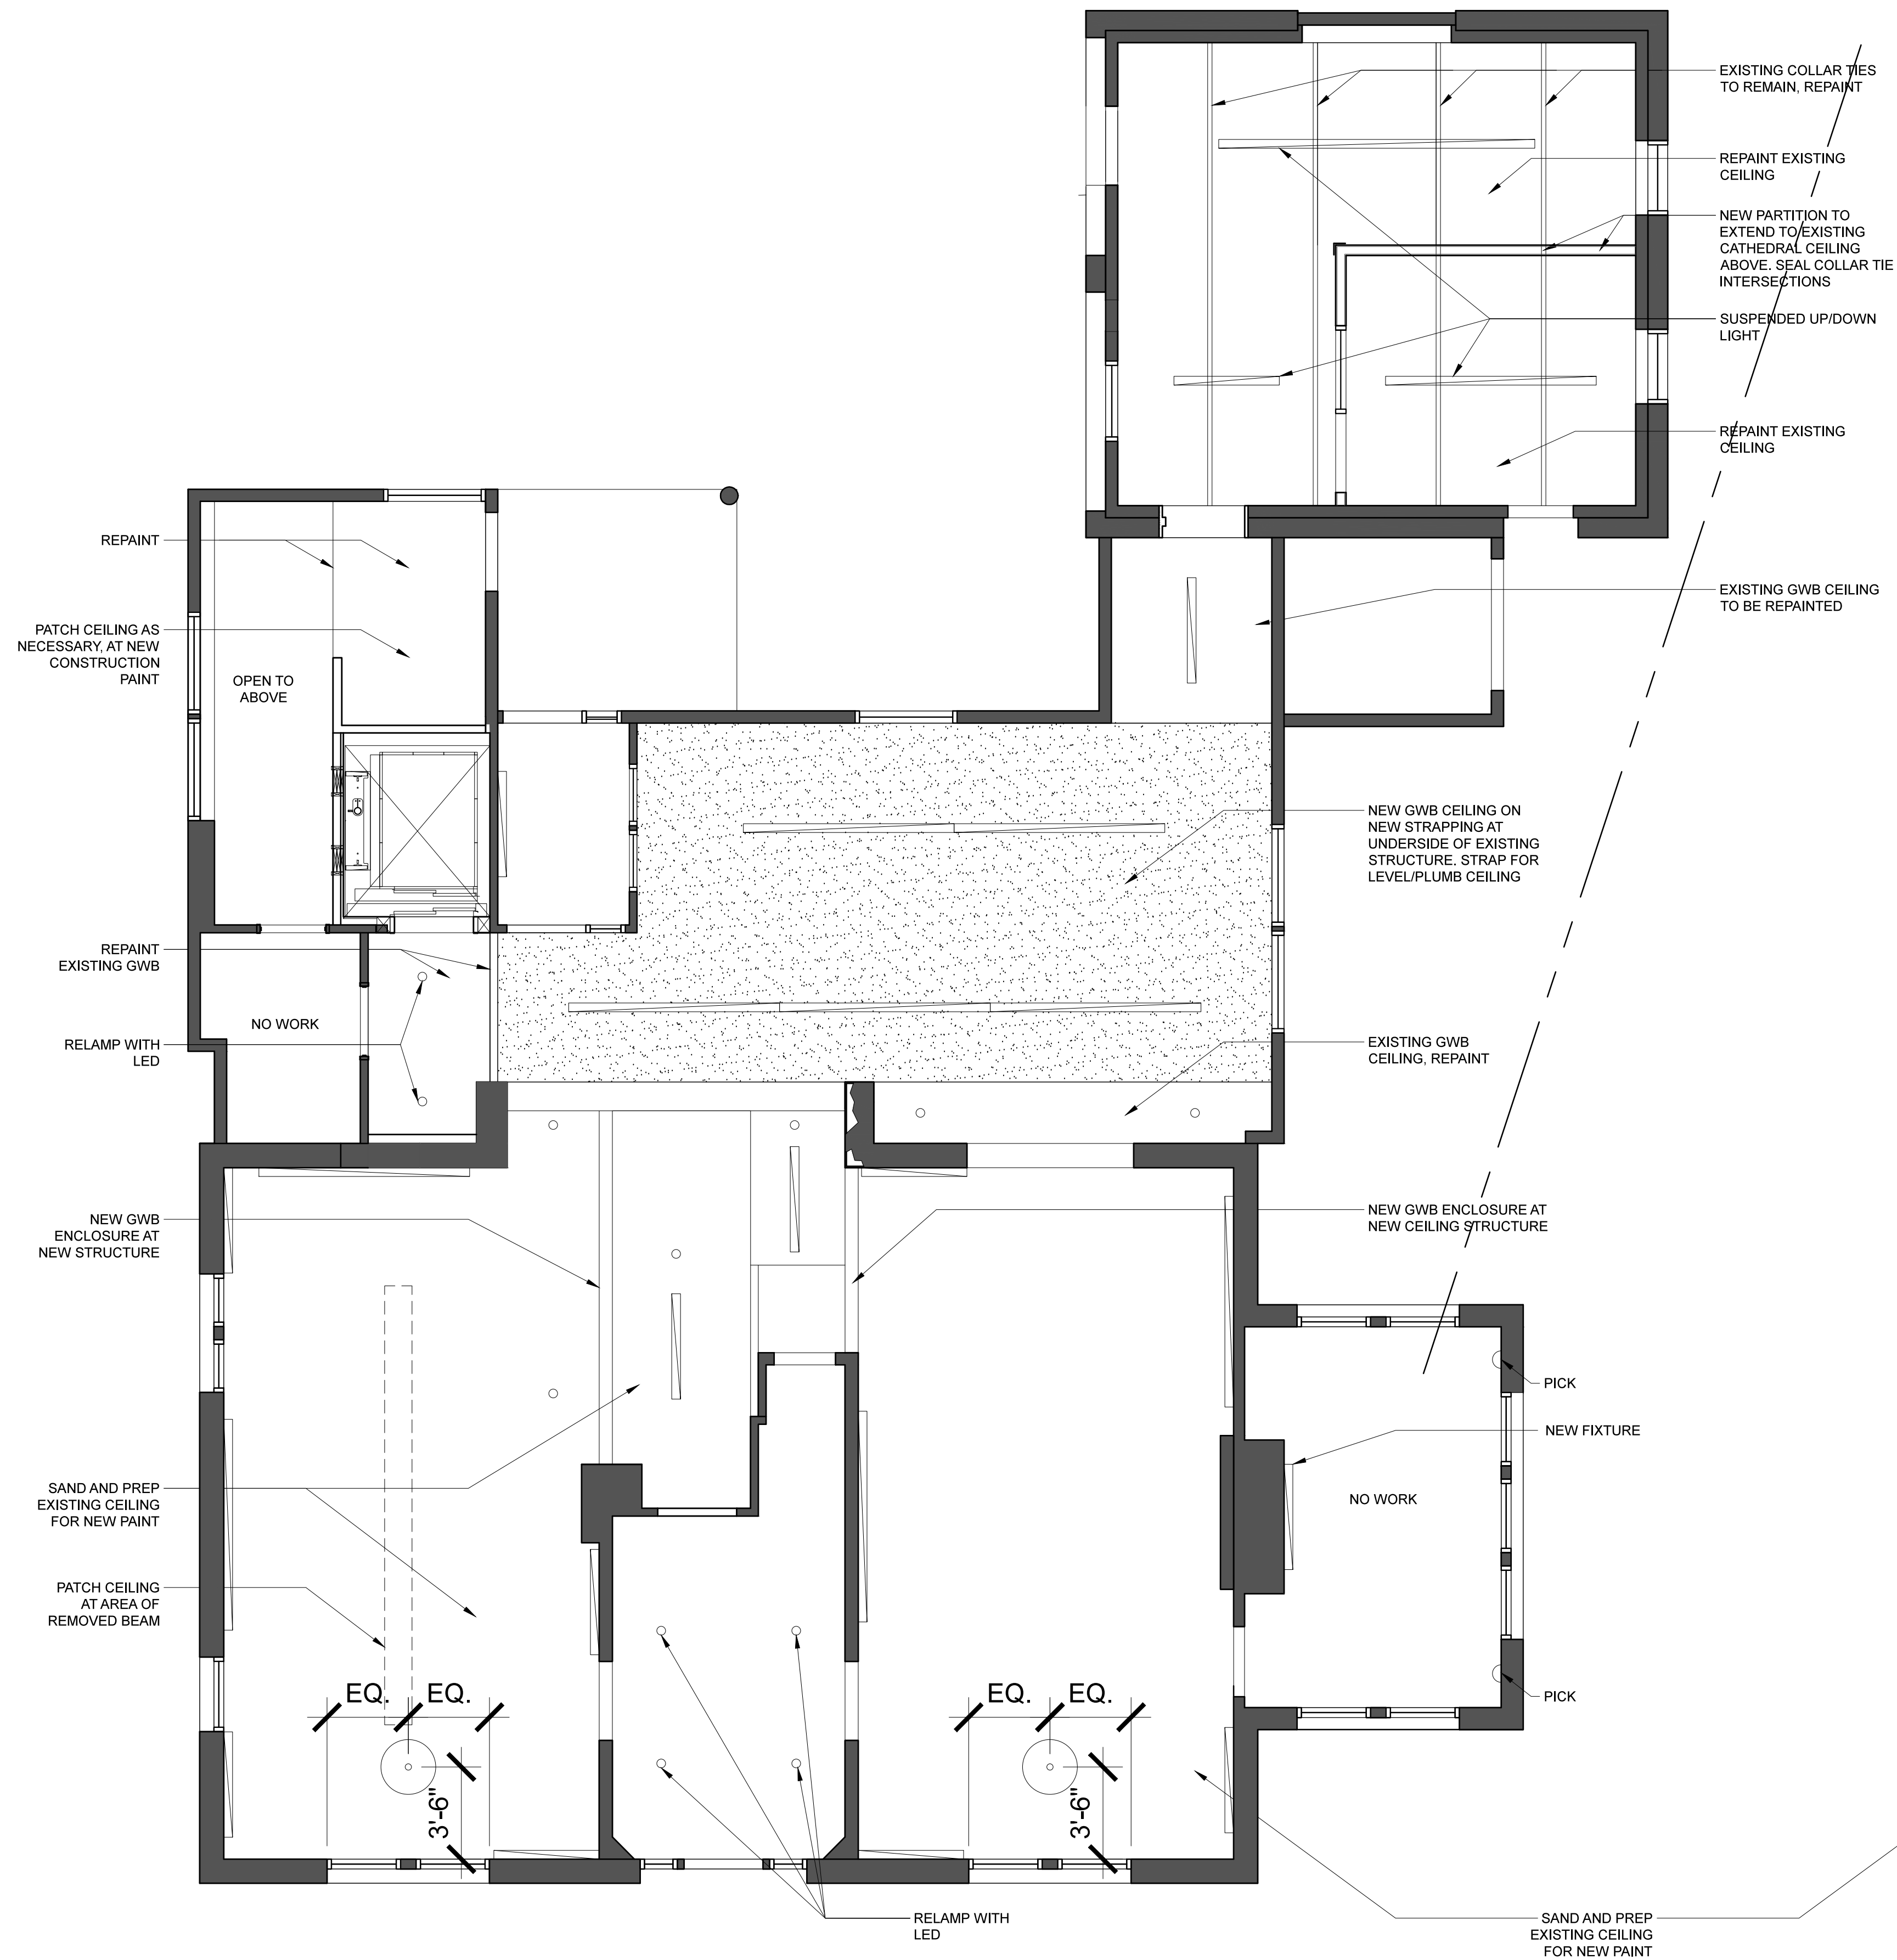 EXISTING COLLAR TIES
TO REMAIN, REPAINT
REPAINT EXISTING
CEILING
NEW PARTITION TO
EXTEND TO EXISTING
CATHEDRAL CEILING
ABOVE. SEAL COLLAR TIE
INTERSECTIONS
SUSPENDED UP/DOWN
LIGHT
REPAINT EXISTING
CEILING
REPAINT
EXISTING GWB CEILING
TO BE REPAINTED
PATCH CEILING AS
NECESSARY, AT NEW
CONSTRUCTION
PAINT
OPEN TO
ABOVE
NEW GWB CEILING ON
NEW STRAPPING AT
UNDERSIDE OF EXISTING
STRUCTURE. STRAP FOR
LEVEL/PLUMB CEILING
REPAINT
EXISTING GWB
NO WORK
RELAMP WITH
LED
EXISTING GWB
CEILING, REPAINT
NEW GWB
ENCLOSURE AT
NEW STRUCTURE
NEW GWB ENCLOSURE AT
NEW CEILING STRUCTURE
PICK
NEW FIXTURE
NO WORK
SAND AND PREP
EXISTING CEILING
FOR NEW PAINT
PATCH CEILING
AT AREA OF
REMOVED BEAM
PICK
EQ. EQ.
3'-6"
EQ. EQ.
3'-6"
RELAMP WITH
LED
SAND AND PREP
EXISTING CEILING
FOR NEW PAINT